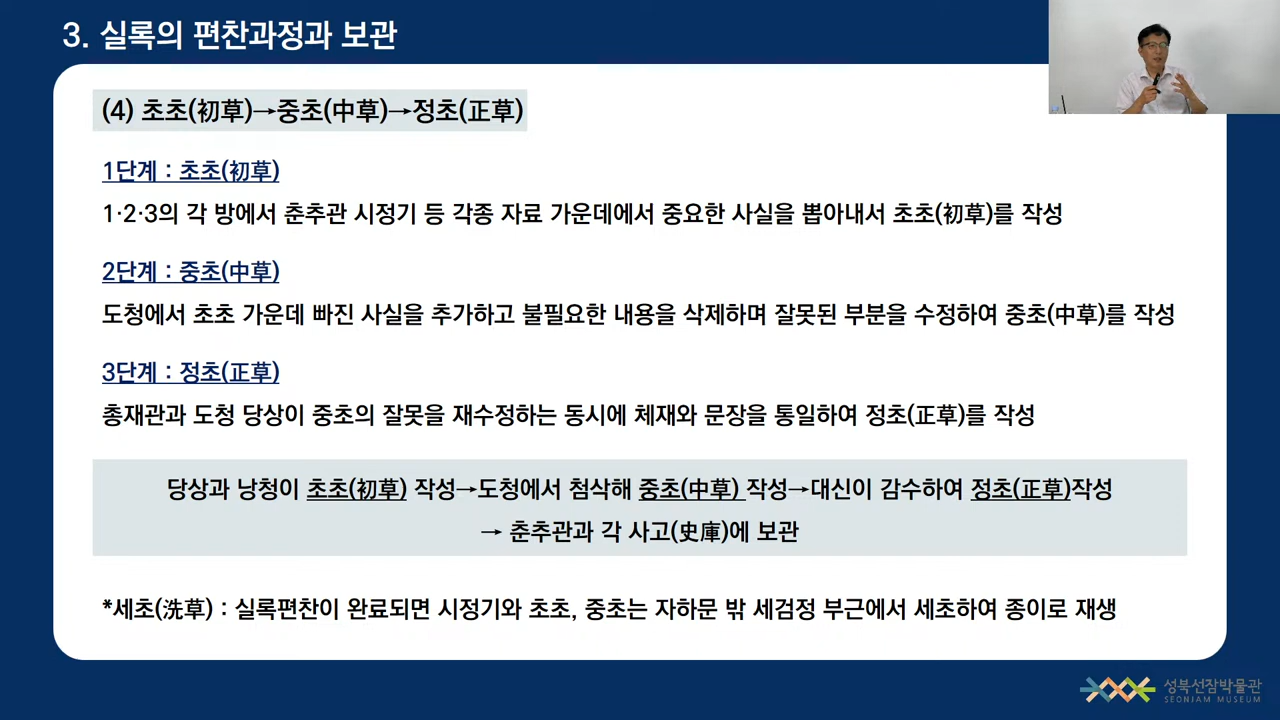 3. 실록의 편찬과정과 보관
(4) 초초(初草)→중초(中草)→정초(正草)
1단계 : 초초(初草)
1·2·3의 각 방에서 춘추관 시정기 등 각종 자료 가운데에서 중요한 사실을 뽑아내서 초초(初草)를 작성
2단계 : 중초(中草)
도청에서 초초 가운데 빠진 사실을 추가하고 불필요한 내용을 삭제하며 잘못된 부분을 수정하여 중초(中草)를 작성
3단계 : 정초(正草)
총재관과 도청 당상이 중초의 잘못을 재수정하는 동시에 체재와 문장을 통일하여 정초(正草)를 작성
당상과 낭청이 초초(初草) 작성→도청에서 첨삭해 중초(中草) 작성→대신이 감수하여 정초(正草)작성
→ 춘추관과 각 사고(史庫)에 보관
*세초(洗草) : 실록편찬이 완료되면 시정기와 초초, 중초는 자하문 밖 세검정 부근에서 세초하여 종이로 재생
성북선잠박물관
SEONJAM MUSEUM